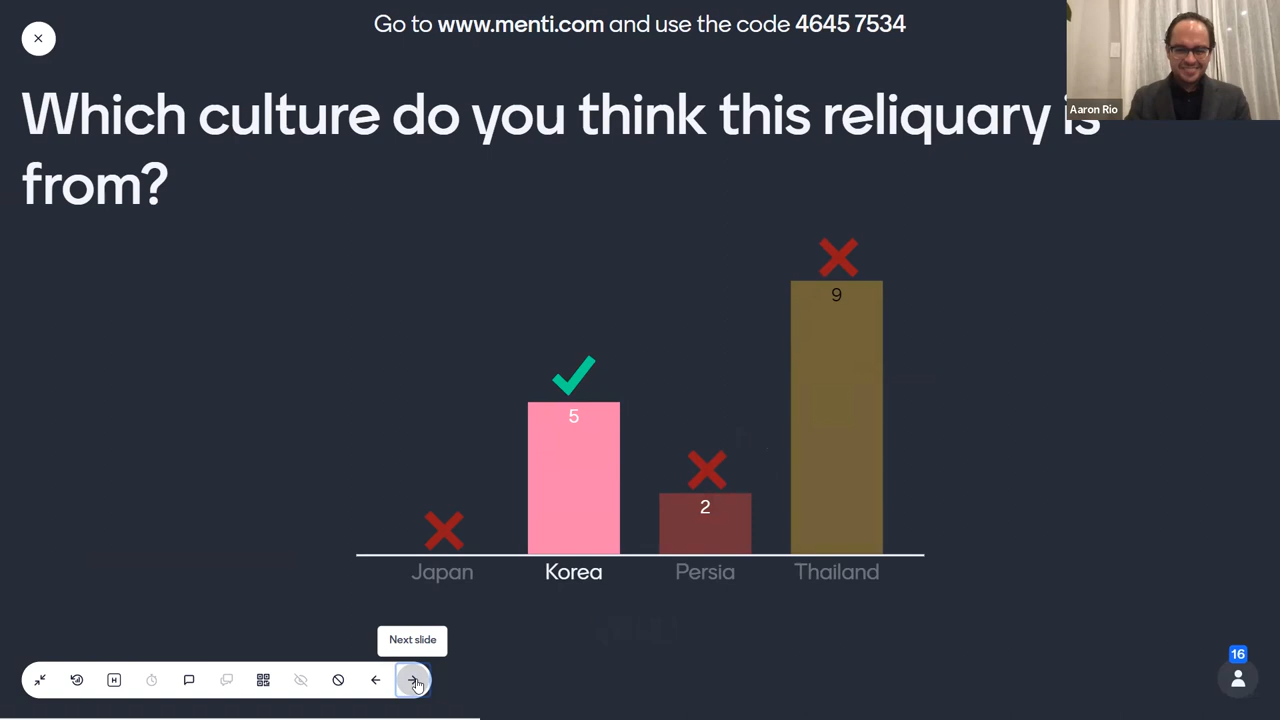 Go to www.menti.com and use the code 4645 7534
Aaron Rio
Which culture do you think this reliquary is
from?
9
5
2
Japan
Korea
Persia
Thailand
Next slide
H
16